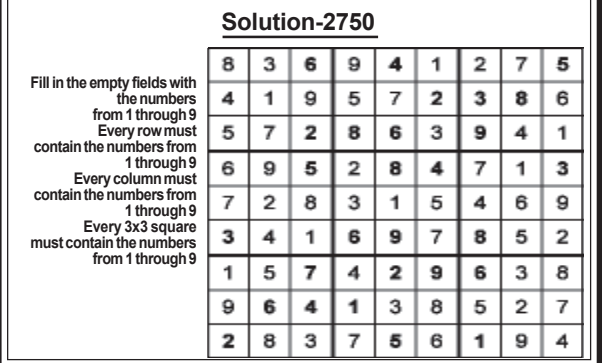 Solution-2750
Fill in the empty fields with
the numbers
from 1 through 9
Every row must
contain the numbers from
1 through 9
Every column must
contain the numbers from
1 through 9
Every 3x3 square
must contain the numbers
from 1 through 9
8 3 6 9 4 1 2 7 5
4 1 9 5 7 2 3 8 6
5 7 2 8 6 3 9 4 1
6 9 5 2 8 4 7 1 3
7 2 8 3 1 5 4 6 9
3 4 1 6 9 7 8 5 2
1 5 7 4 2 9 6 3 8
9 6 4 1 3 8 5 2 7
2 8 3 7 5 6 1 9 4